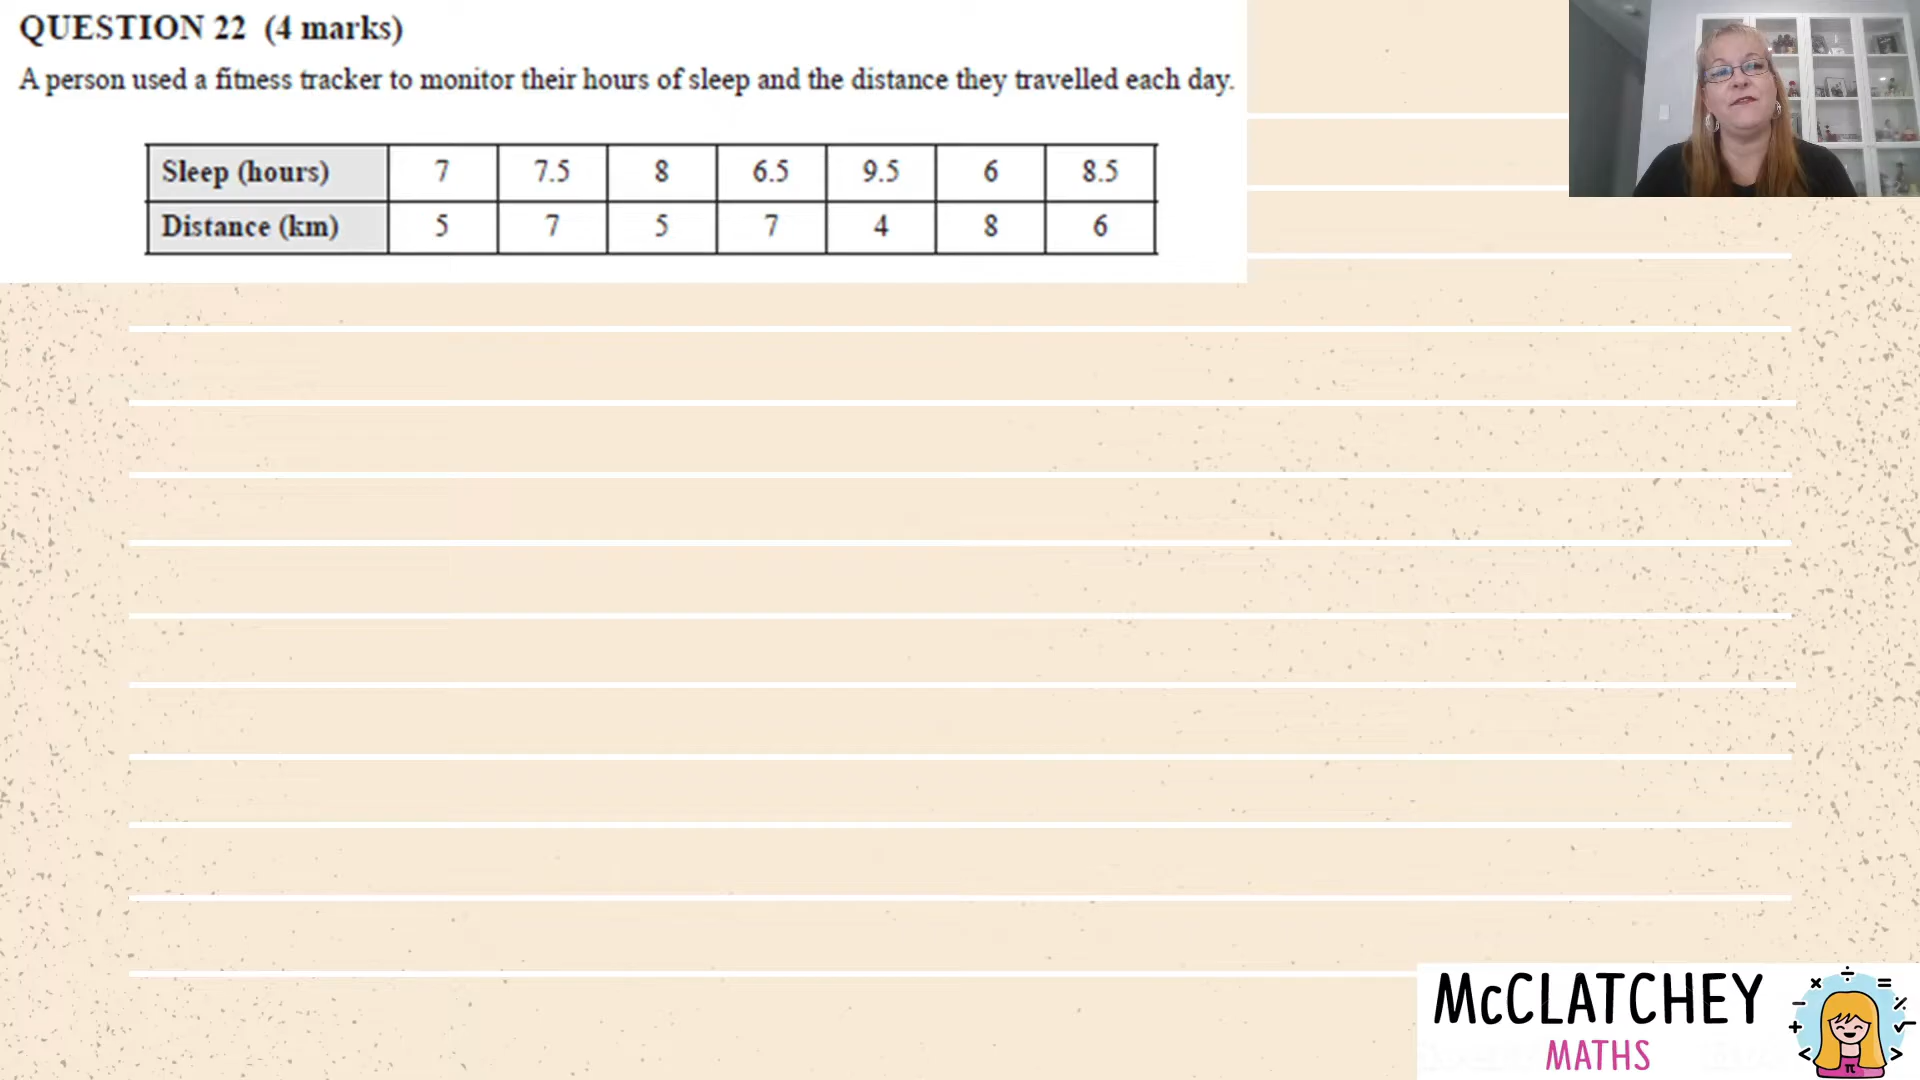 QUESTION 22 (4 marks)
A person used a fitness tracker to monitor their hours of sleep and the distance they travelled each day.
Sleep (hours) 7 7.5 8 6.5 9.5 6 8.5
Distance (km) 5 7 5 7 4 8 6
McCLATCHEY
MATHS
× ÷ =
- %
+ √
< π >